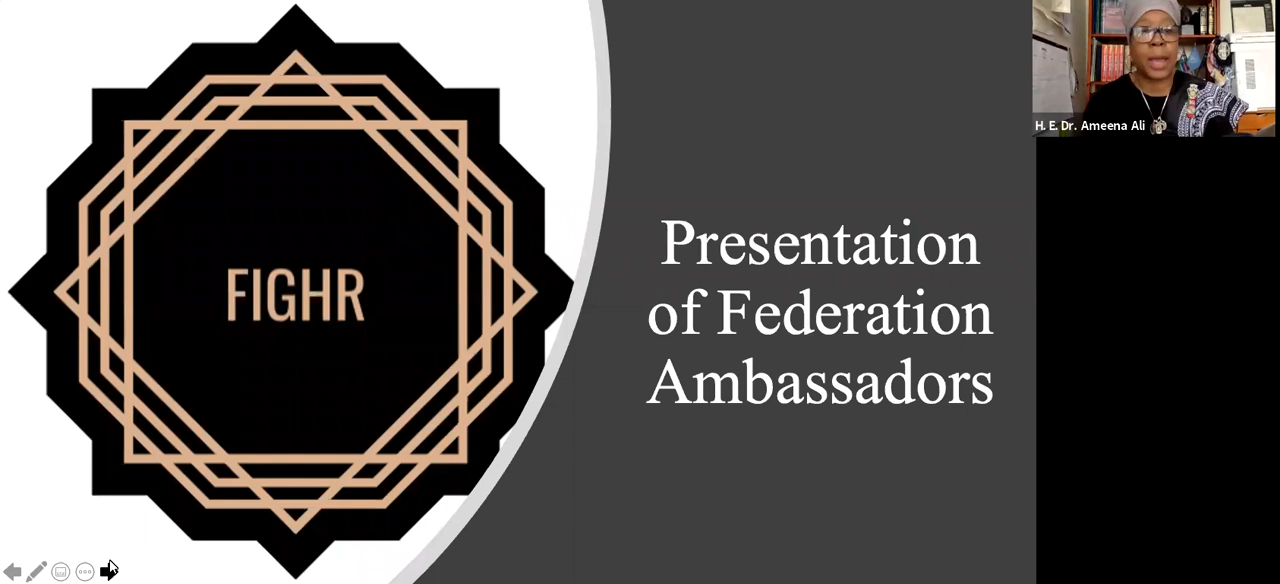 FIGHR
Presentation
of Federation
Ambassadors
H. E. Dr. Ameena Ali